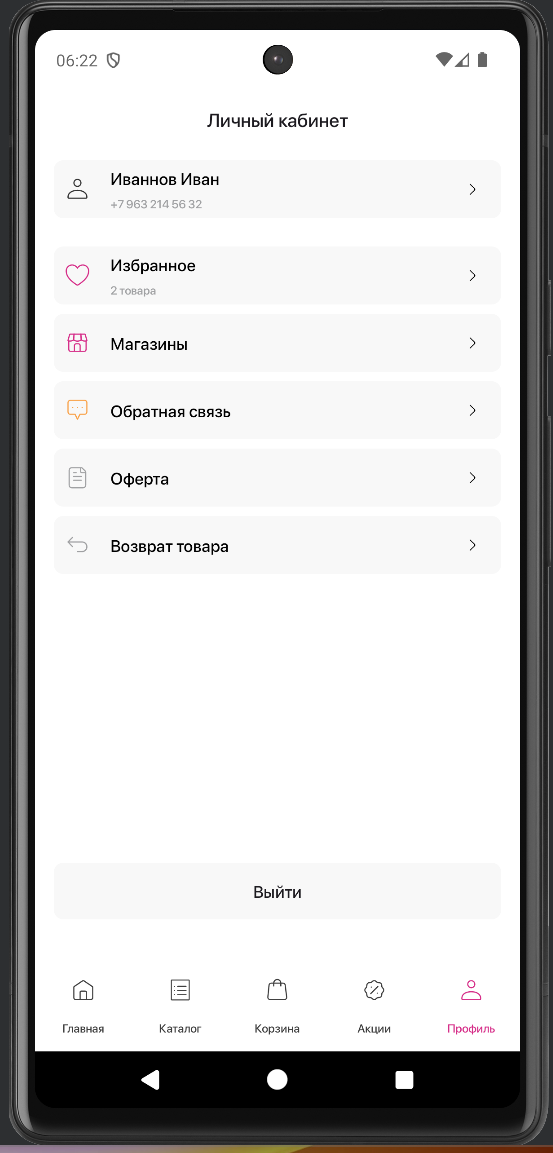 06:22
Личный кабинет
Иваннов Иван
+7 963 214 56 32
Избранное
2 товара
Магазины
Обратная связь
Оферта
Возврат товара
Выйти
Главная Каталог Корзина Акции Профиль